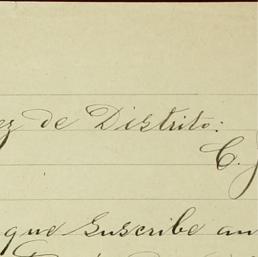 ez de Distrito:
C. J
que suscribe an